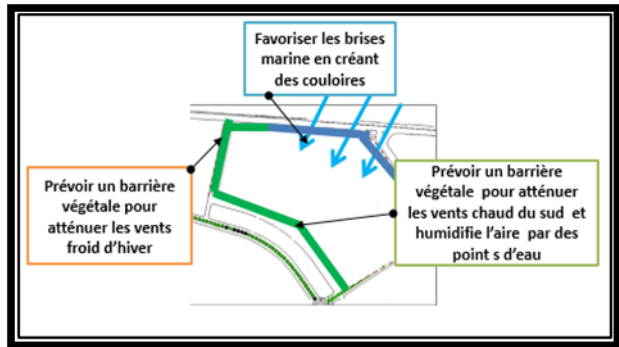 Favoriser les brises
marine en créant
des couloires
Prévoir un barrière
végétale pour
atténuer les vents
froid d'hiver
Prévoir un barrière
végétale pour atténuer
les vents chaud du sud et
humidifie l'aire par des
point s d'eau